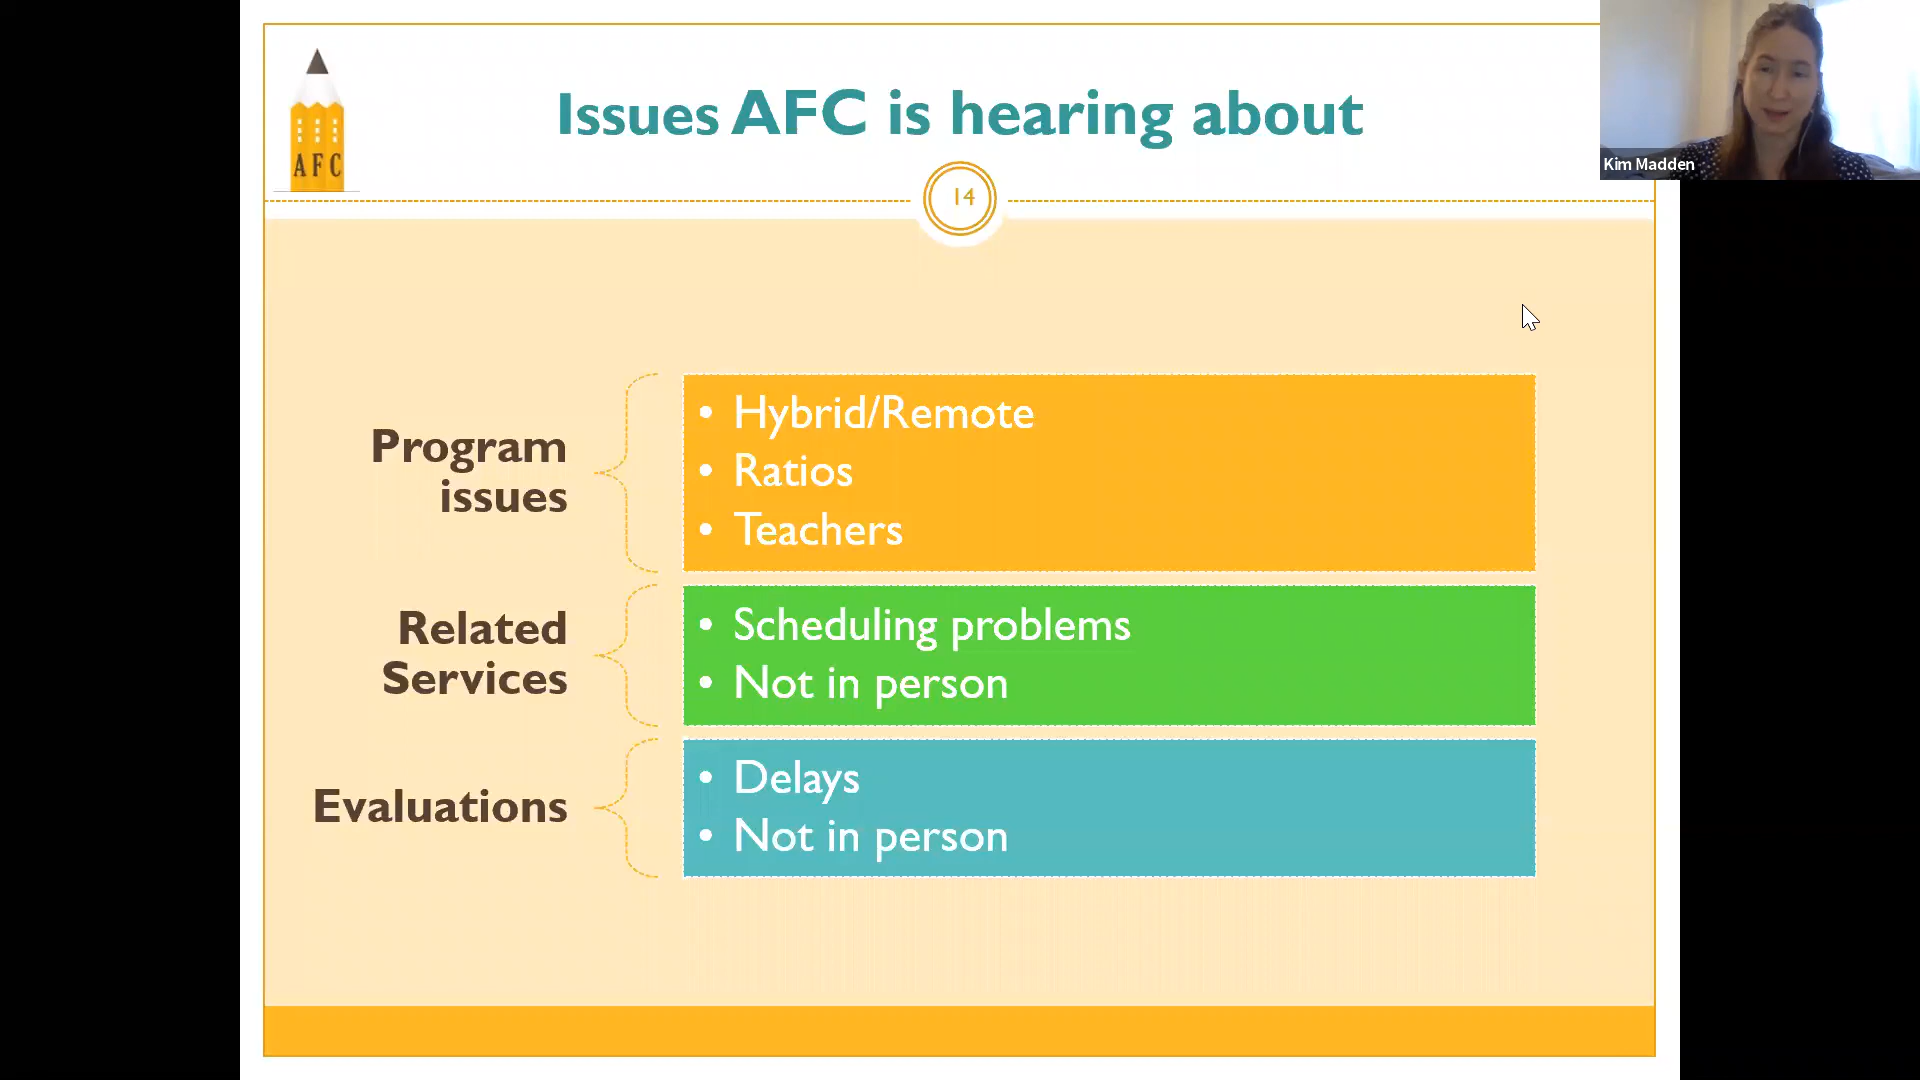 AFC
Issues AFC is hearing about
Kim Madden
14
Program
issues
• Hybrid/Remote
• Ratios
• Teachers
Related
Services
• Scheduling problems
• Not in person
Evaluations
• Delays
• Not in person